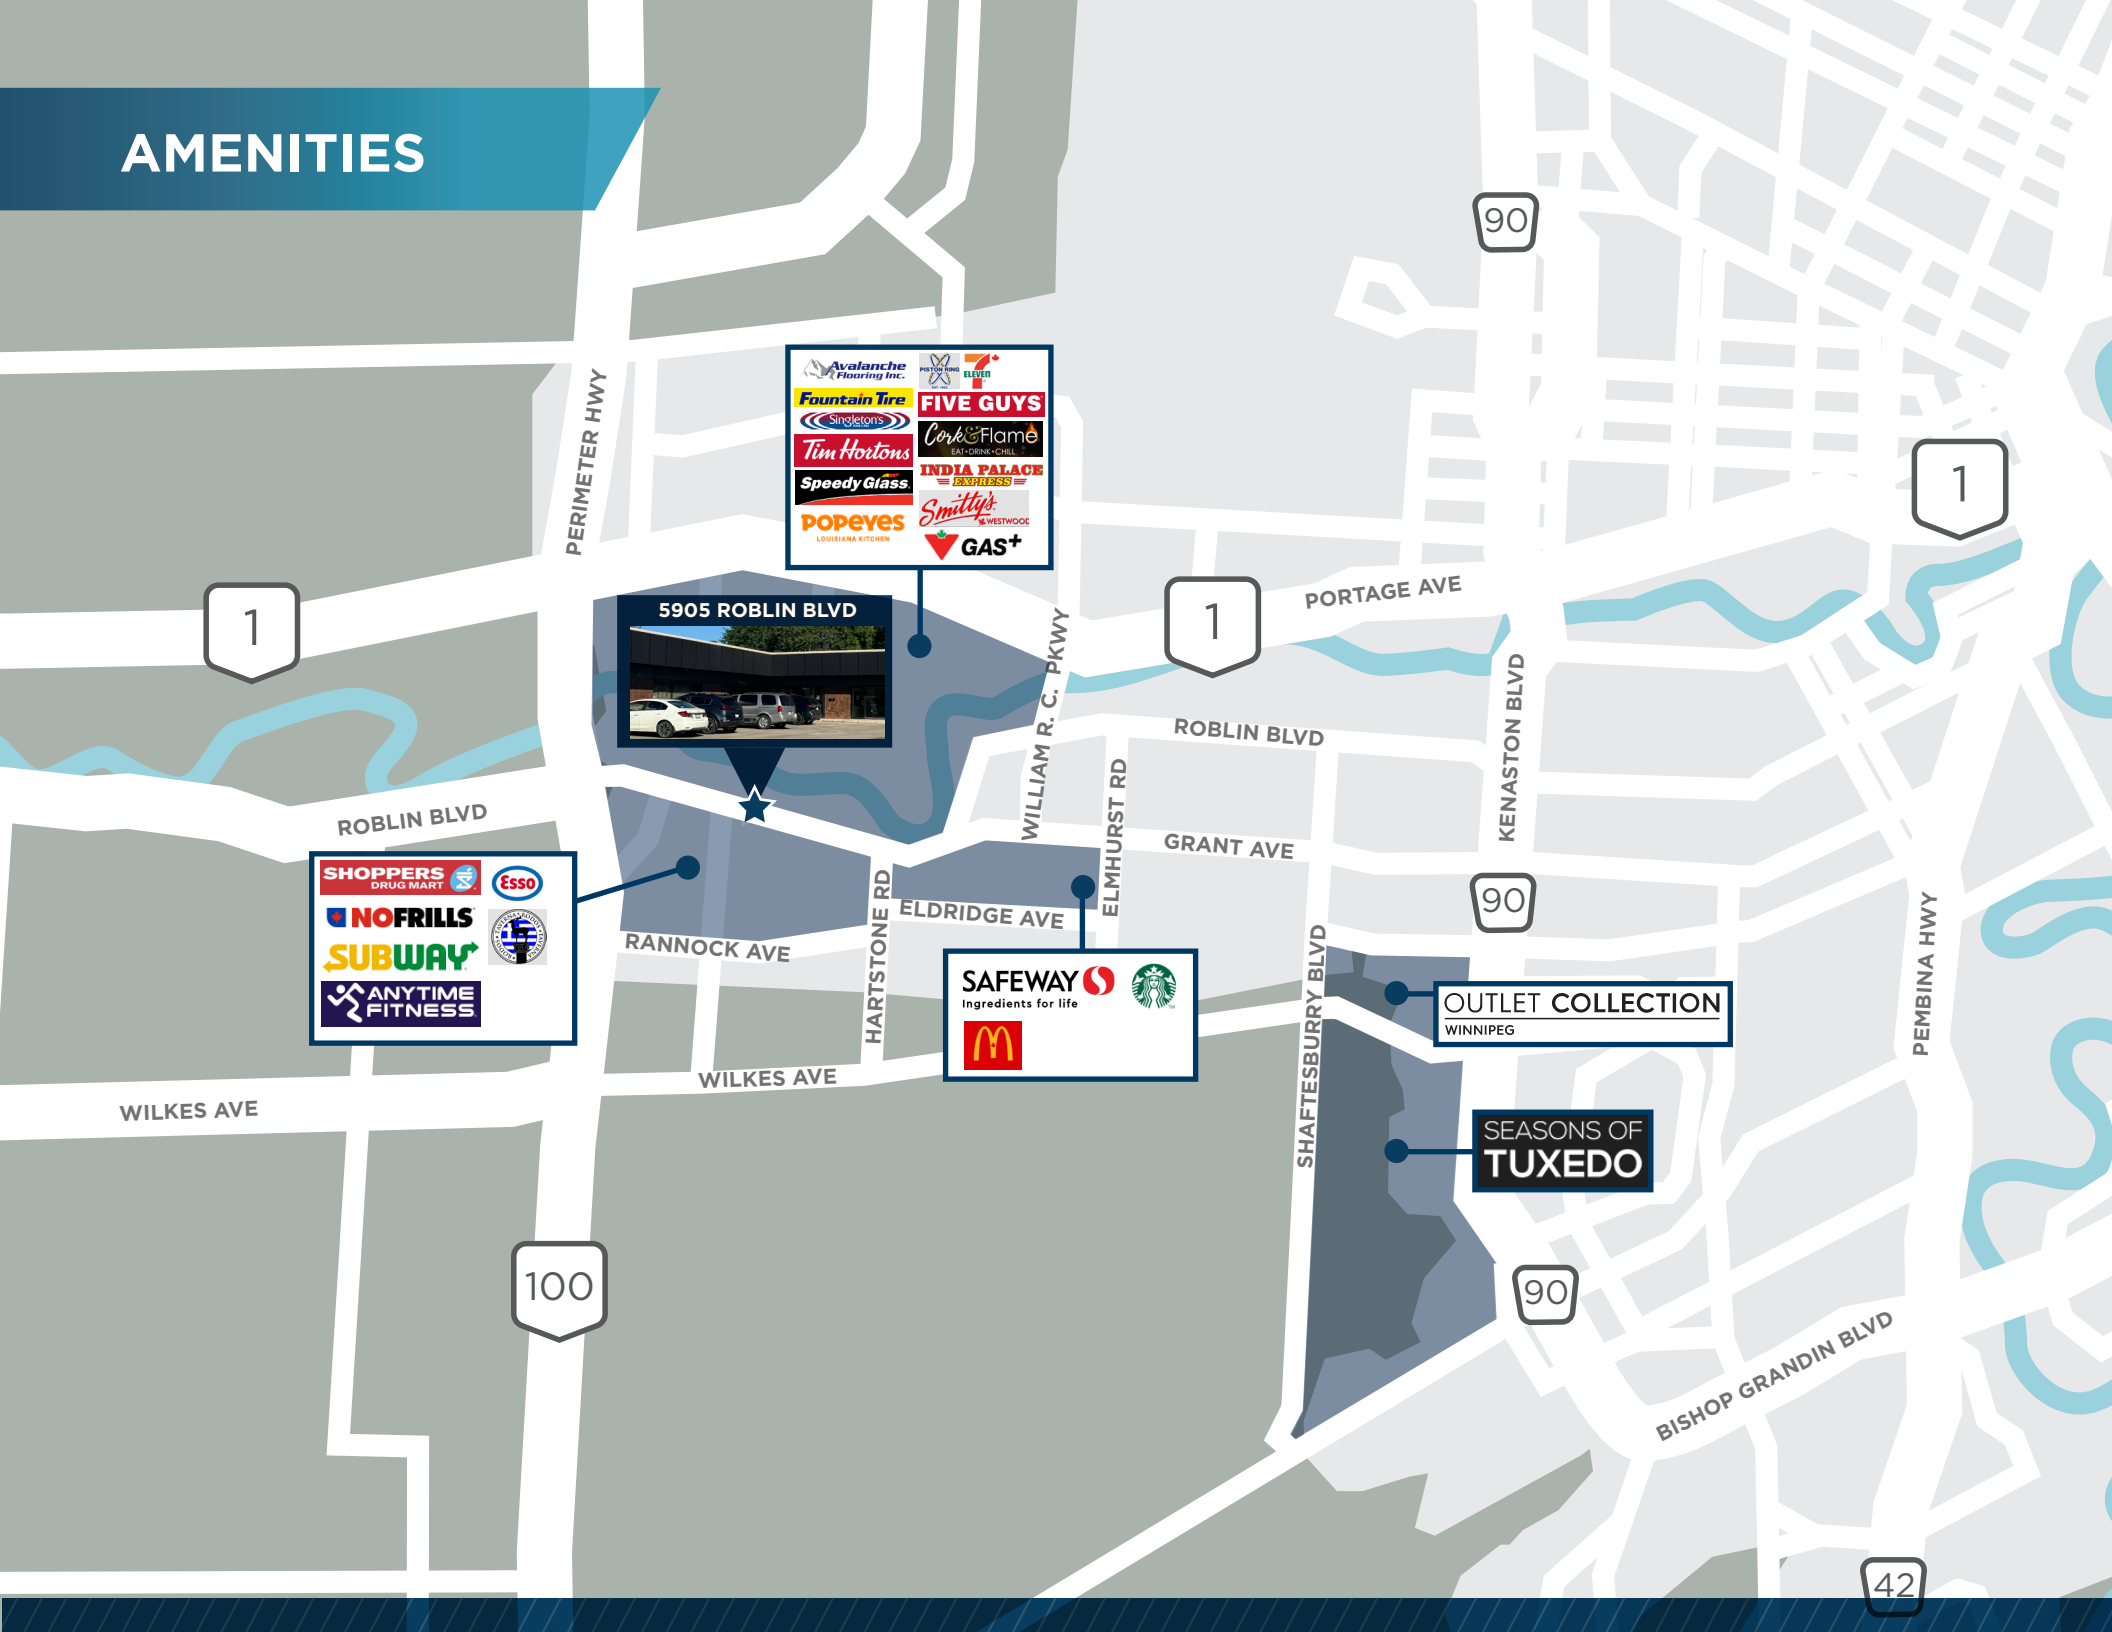 AMENITIES
90
Avalanche
Flooring Inc.
PISTON RING
7
ELEVEN
Fountain Tire
FIVE GUYS
Singleton's
Cork&Flame
EAT•DRINK•CHILL
Tim Hortons
INDIA PALACE
EXPRESS
Speedy Glass
Smitty's
WESTWOOD
POPEYES
LOUISIANA KITCHEN
GAS+
PERIMETER HWY
1
1
1
PORTAGE AVE
5905 ROBLIN BLVD
WILLIAM R. C. PKWY
ROBLIN BLVD
KENASTON BLVD
ELMHURST RD
ROBLIN BLVD
GRANT AVE
SHOPPERS
DRUG MART
Esso
NOFRILLS
SUBWAY
ANYTIME
FITNESS
HARTSTONE RD
ELDRIDGE AVE
RANNOCK AVE
90
PEMBINA HWY
SHAFTESBURRY BLVD
SAFEWAY
Ingredients for life
OUTLET COLLECTION
WINNIPEG
WILKES AVE
WILKES AVE
SEASONS OF
TUXEDO
100
90
BISHOP GRANDIN BLVD
42